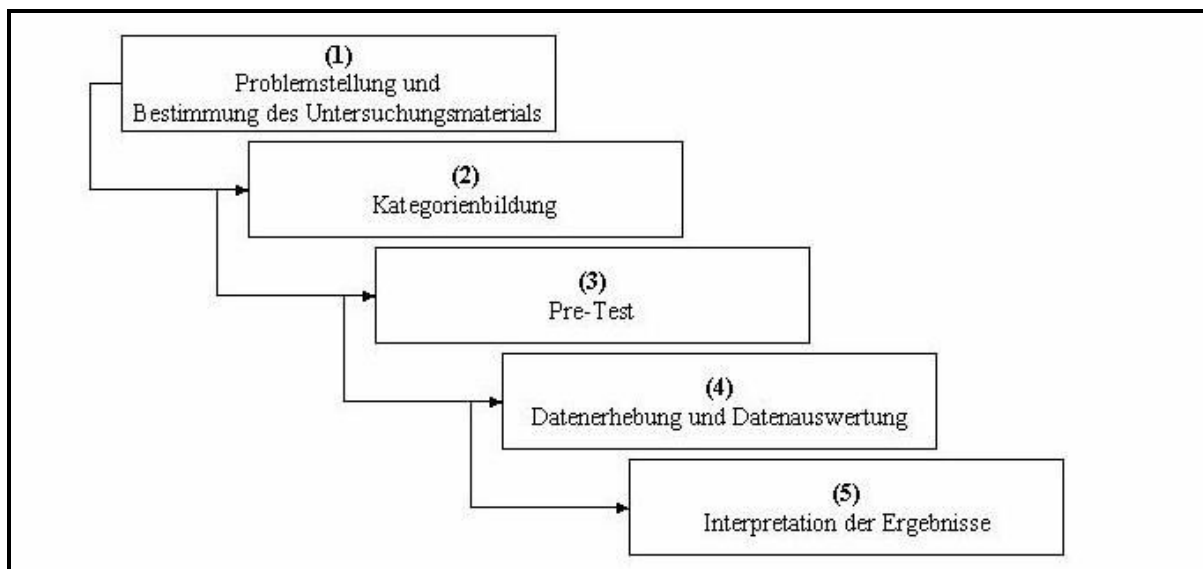 (1)
Problemstellung und
Bestimmung des Untersuchungsmaterials
(2)
Kategorienbildung
(3)
Pre-Test
(4)
Datenerhebung und Datenauswertung
(5)
Interpretation der Ergebnisse